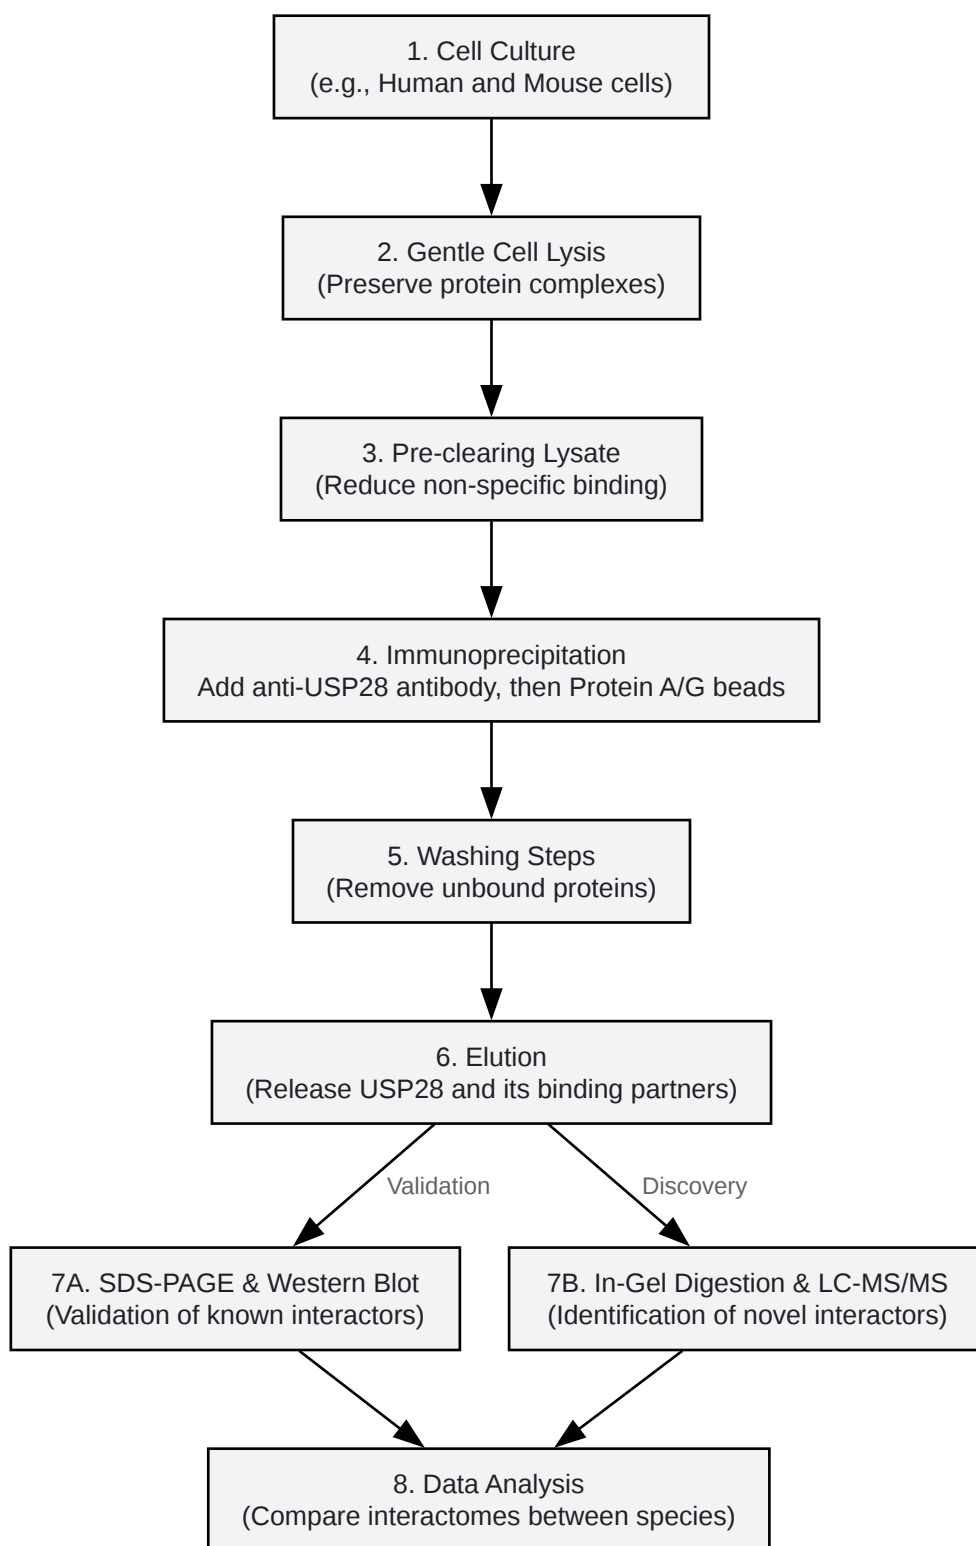 1. Cell Culture
(e.g., Human and Mouse cells)
2. Gentle Cell Lysis
(Preserve protein complexes)
3. Pre-clearing Lysate
(Reduce non-specific binding)
4. Immunoprecipitation
Add anti-USP28 antibody, then Protein A/G beads
5. Washing Steps
(Remove unbound proteins)
6. Elution
(Release USP28 and its binding partners)
Validation
Discovery
7A. SDS-PAGE & Western Blot
(Validation of known interactors)
7B. In-Gel Digestion & LC-MS/MS
(Identification of novel interactors)
8. Data Analysis
(Compare interactomes between species)